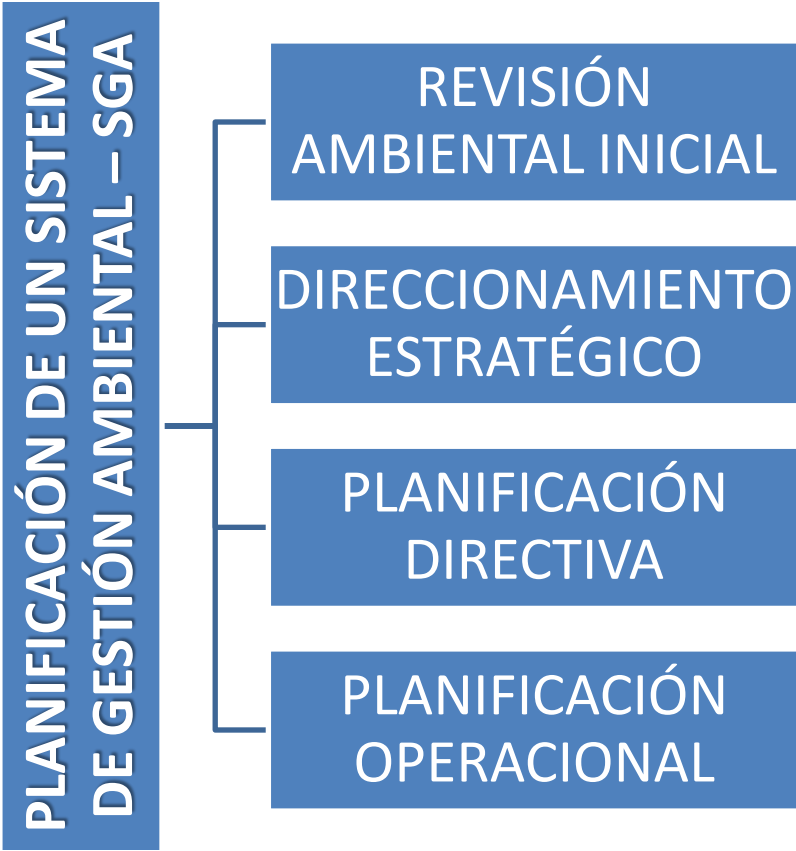 PLANIFICACIÓN DE UN SISTEMA
DE GESTIÓN AMBIENTAL – SGA
REVISIÓN
AMBIENTAL INICIAL
DIRECCIONAMIENTO
ESTRATÉGICO
PLANIFICACIÓN
DIRECTIVA
PLANIFICACIÓN
OPERACIONAL